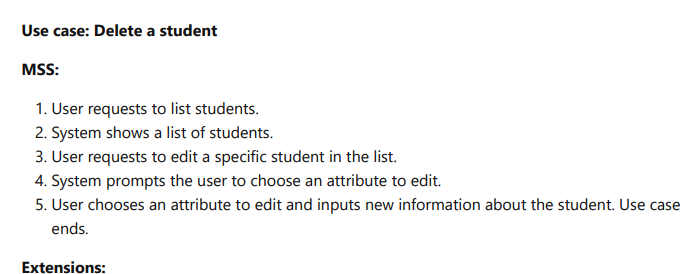 Use case: Delete a student
MSS:
1. User requests to list students.
2. System shows a list of students.
3. User requests to edit a specific student in the list.
4. System prompts the user to choose an attribute to edit.
5. User chooses an attribute to edit and inputs new information about the student. Use case
ends.
Extensions: